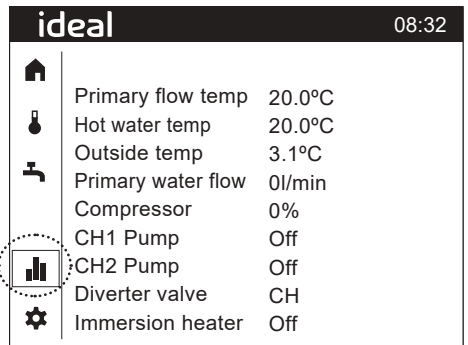 ideal 08:32
Primary flow temp 20.0ºC
Hot water temp 20.0ºC
Outside temp 3.1ºC
Primary water flow 0l/min
Compressor 0%
CH1 Pump Off
CH2 Pump Off
Diverter valve CH
Immersion heater Off